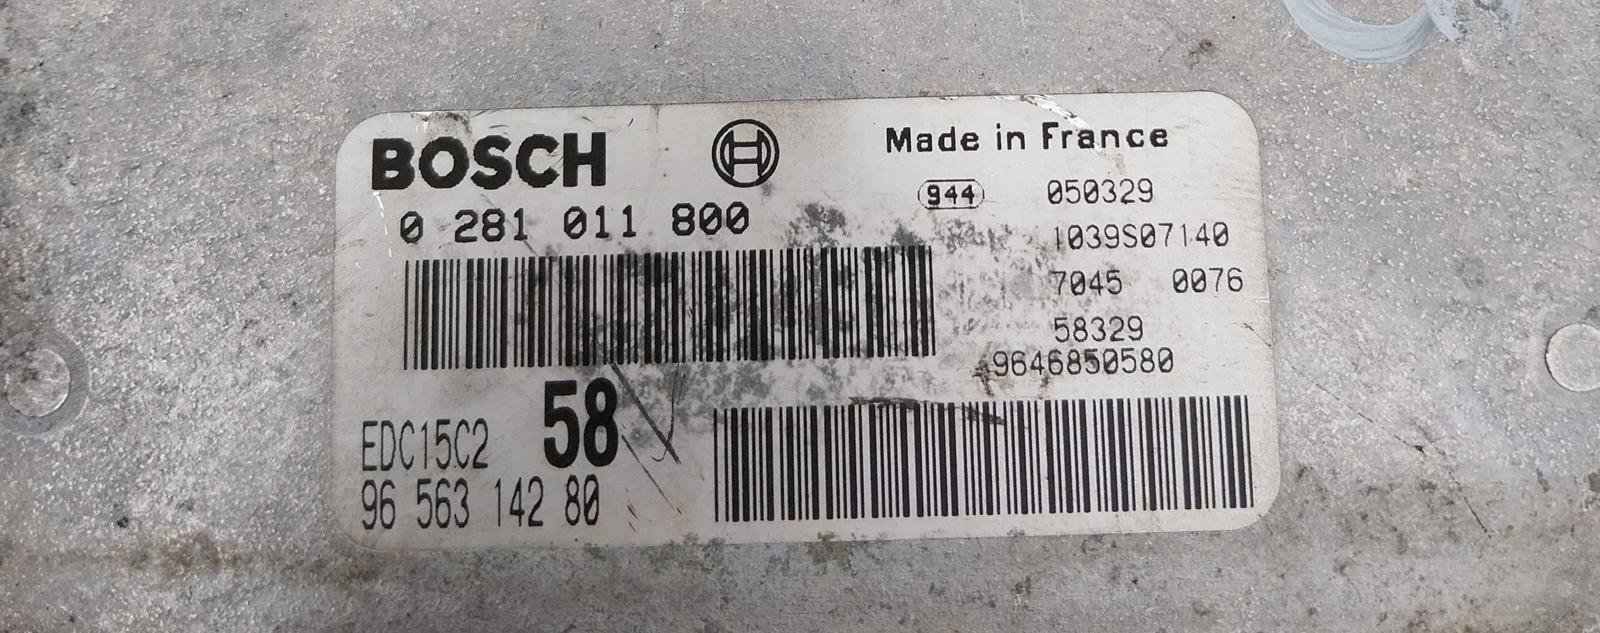 BOSCH
Made in France
944 050329
0 281 011 800
1039S07140
7045 0076
58329
9646850580
58
EDC15C2
96 563 142 80